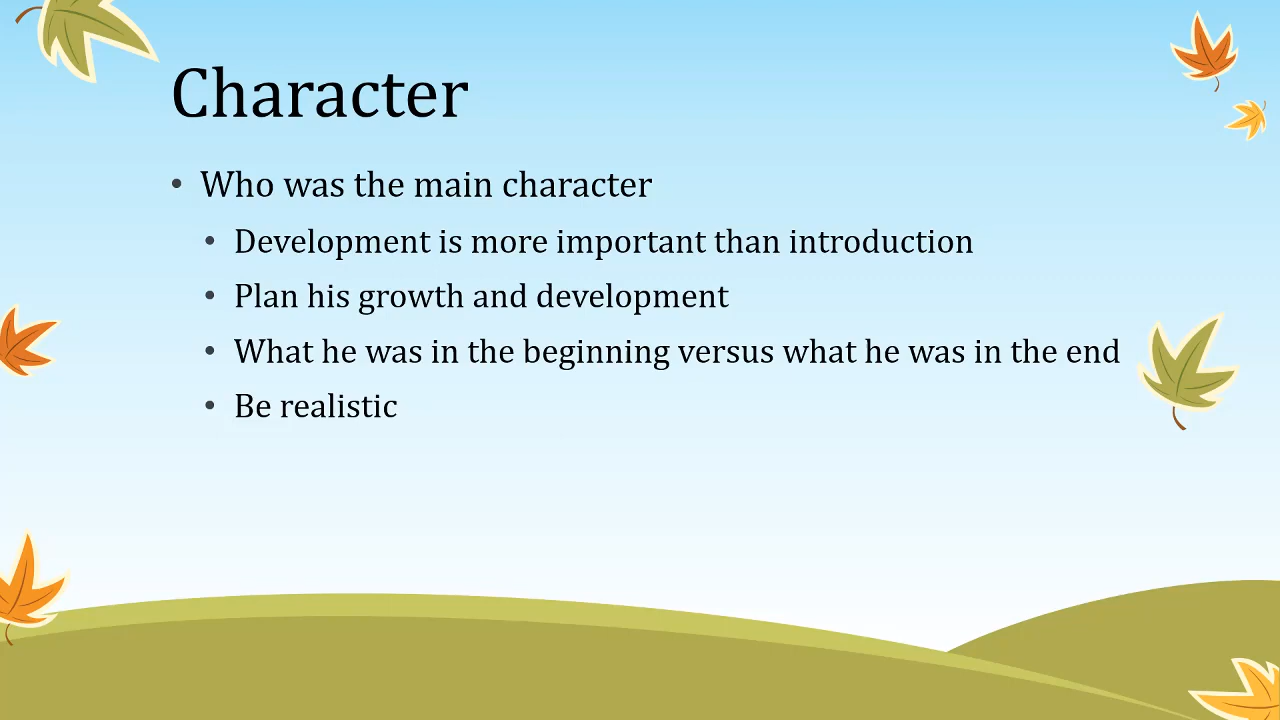 Character
• Who was the main character
• Development is more important than introduction
• Plan his growth and development
• What he was in the beginning versus what he was in the end
• Be realistic